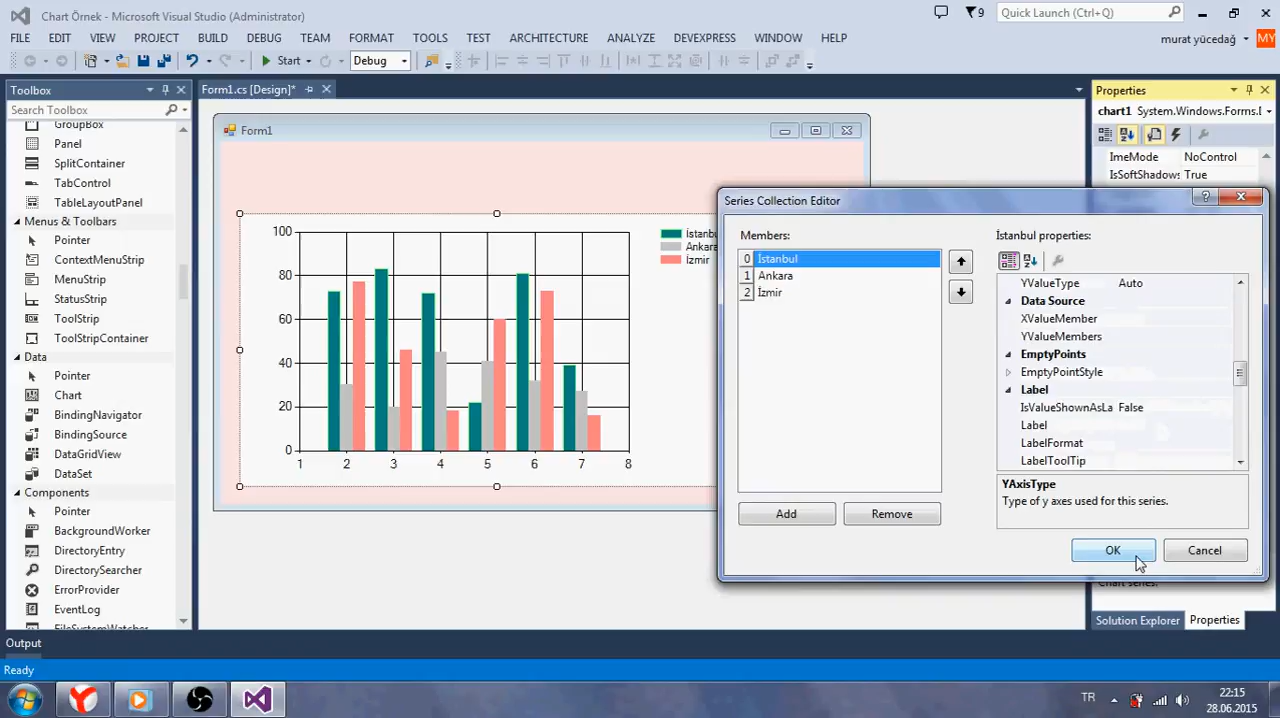 Chart Örnek - Microsoft Visual Studio (Administrator)
9
Quick Launch (Ctrl+Q)
FILE EDIT VIEW PROJECT BUILD DEBUG TEAM FORMAT TOOLS TEST ARCHITECTURE ANALYZE DEVEXPRESS WINDOW HELP
murat yücedağ
MY
Start
Debug
Toolbox
Search Toolbox
GroupBox
Panel
SplitContainer
TabControl
TableLayoutPanel
Menus & Toolbars
Pointer
ContextMenuStrip
MenuStrip
StatusStrip
ToolStrip
ToolStripContainer
Data
Pointer
Chart
BindingNavigator
BindingSource
DataGridView
DataSet
Components
Pointer
BackgroundWorker
DirectoryEntry
DirectorySearcher
ErrorProvider
EventLog
FileSystemWatcher
Form1.cs [Design]*
Form1
100
80
60
40
20
0
1 2 3 4 5 6 7 8
İstanbu
Ankara
İzmir
Series Collection Editor
Members:
0 İstanbul
1 Ankara
2 İzmir
Add
Remove
İstanbul properties:
YValueType Auto
Data Source
XValueMember
YValueMembers
EmptyPoints
EmptyPointStyle
Label
IsValueShownAsLa False
Label
LabelFormat
LabelToolTip
YAxisType
Type of y axes used for this series.
OK
Cancel
Properties
chart1 System.Windows.Forms.
ImeMode NoControl
IsSoftShadows True
Chart series.
Solution Explorer
Properties
Output
Ready
TR
22:15
28.06.2015